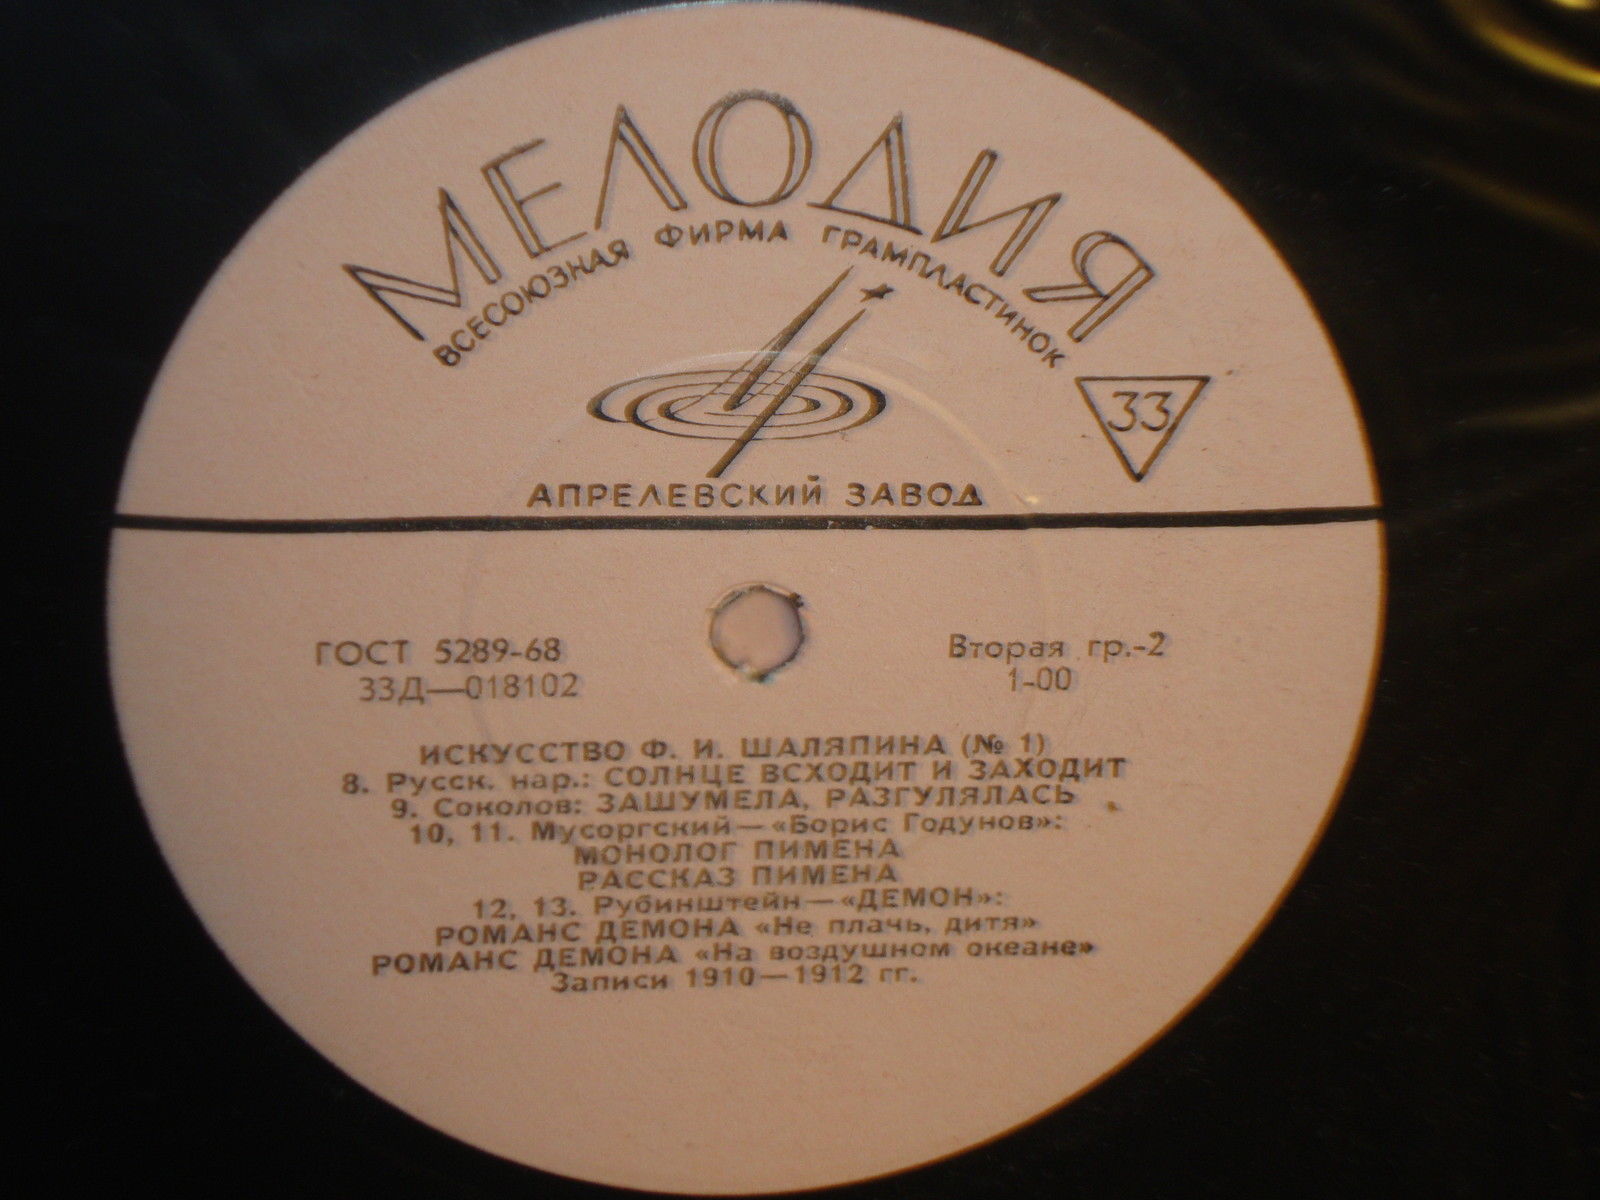 МЕЛОДИЯ
ВСЕСОЮЗНАЯ ФИРМА ГРАМПЛАСТИНОК
33
АПРЕЛЕВСКИЙ ЗАВОД
ГОСТ 5289-68
33Д—018102
Вторая гр.-2
1-00
ИСКУССТВО Ф. И. ШАЛЯПИНА (№ 1)
8. Русск. нар.: СОЛНЦЕ ВСХОДИТ И ЗАХОДИТ
9. Соколов: ЗАШУМЕЛА, РАЗГУЛЯЛАСЬ
10, 11. Мусоргский — «Борис Годунов»:
МОНОЛОГ ПИМЕНА
РАССКАЗ ПИМЕНА
12, 13. Рубинштейн — «ДЕМОН»:
РОМАНС ДЕМОНА «Не плачь, дитя»
РОМАНС ДЕМОНА «На воздушном океане»
Записи 1910—1912 гг.